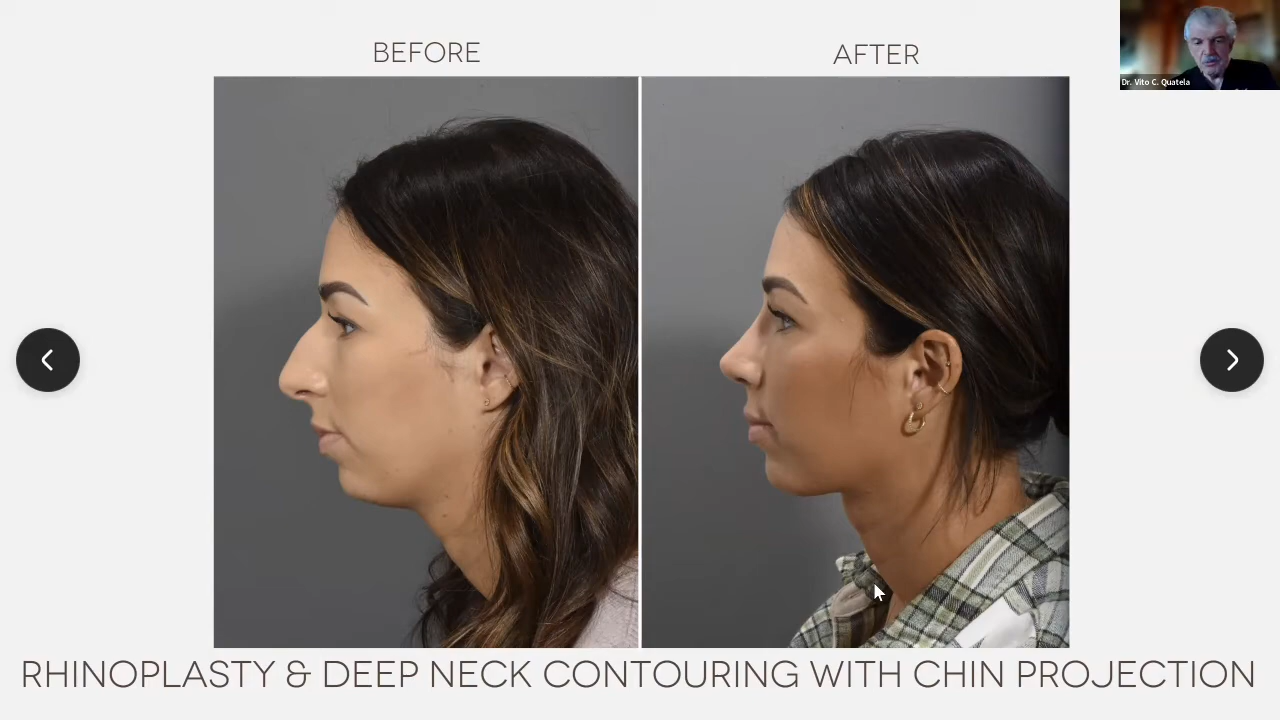 BEFORE
AFTER
Dr. Vito C. Quatela
RHINOPLASTY & DEEP NECK CONTOURING WITH CHIN PROJECTION